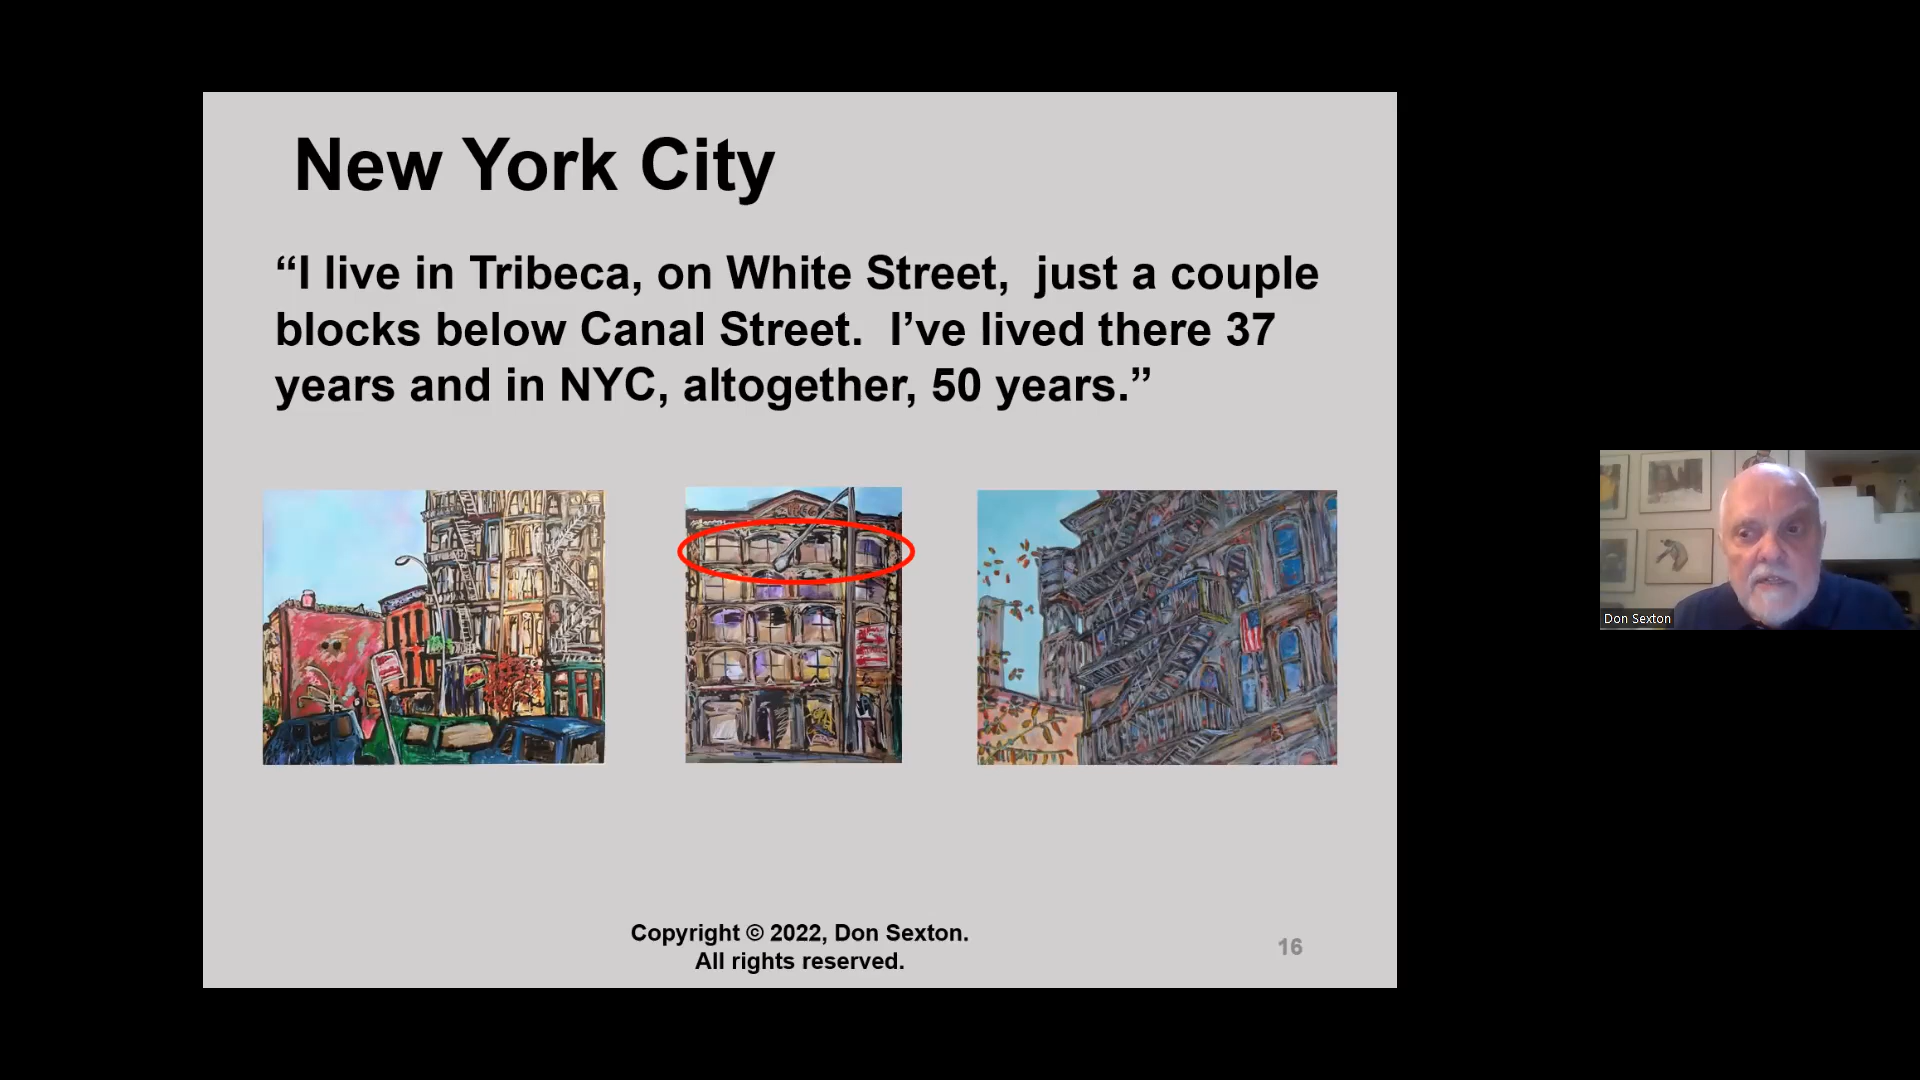 New York City
“I live in Tribeca, on White Street,  just a couple
blocks below Canal Street.  I’ve lived there 37
years and in NYC, altogether, 50 years.”
Copyright © 2022, Don Sexton.
All rights reserved.
16
Don Sexton